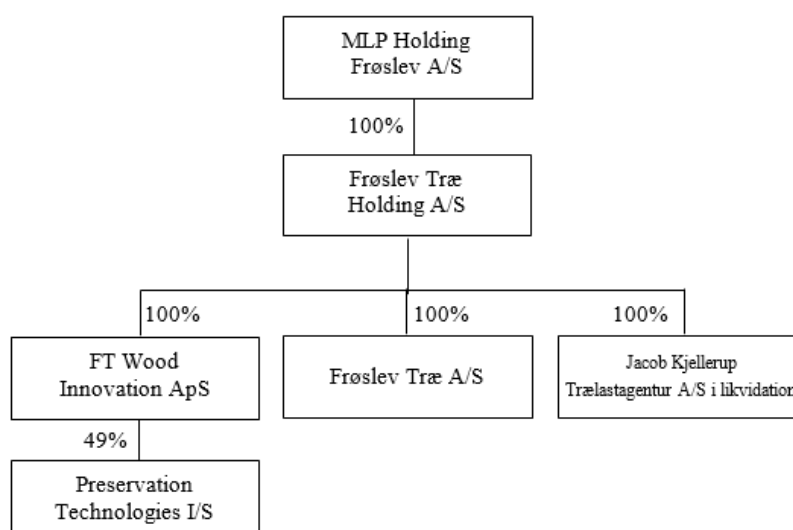 MLP Holding
Frøslev A/S
100%
Frøslev Træ
Holding A/S
100%
100%
100%
FT Wood
Innovation ApS
Frøslev Træ A/S
Jacob Kjellerup
Trælastagentur A/S i likvidation
49%
Preservation
Technologies I/S